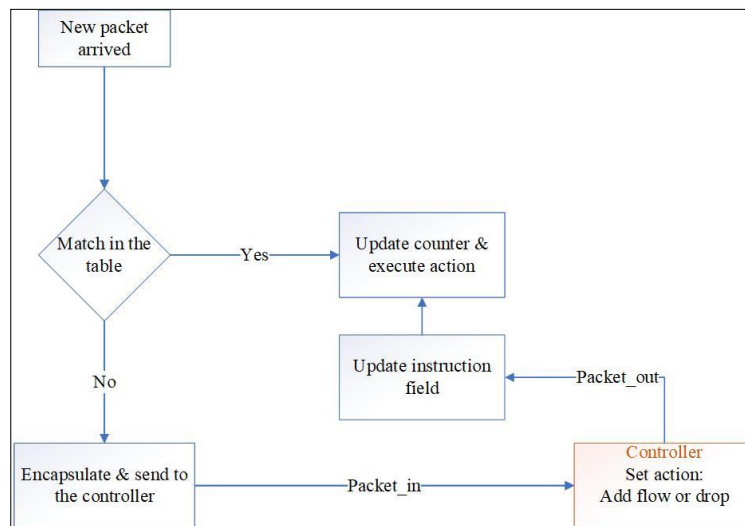 New packet
arrived
Match in the
table
Yes
Update counter &
execute action
Update instruction
field
Packet_out
No
Encapsulate & send to
the controller
Packet_in
Controller
Set action:
Add flow or drop